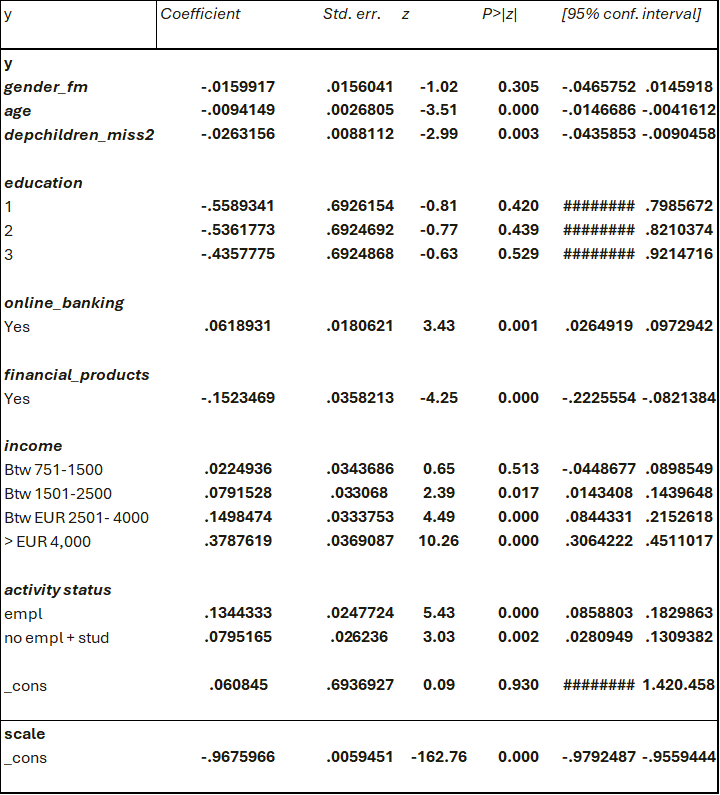 y Coefficient Std. err. z P>|z| [95% conf. interval]
y
gender_fm -.0159917 .0156041 -1.02 0.305 -.0465752 .0145918
age -.0094149 .0026805 -3.51 0.000 -.0146686 -.0041612
depchildren_miss2 -.0263156 .0088112 -2.99 0.003 -.0435853 -.0090458
education
1 -.5589341 .6926154 -0.81 0.420 ######## .7985672
2 -.5361773 .6924692 -0.77 0.439 ######## .8210374
3 -.4357775 .6924868 -0.63 0.529 ######## .9214716
online_banking
Yes .0618931 .0180621 3.43 0.001 .0264919 .0972942
financial_products
Yes -.1523469 .0358213 -4.25 0.000 -.2225554 -.0821384
income
Btw 751-1500 .0224936 .0343686 0.65 0.513 -.0448677 .0898549
Btw 1501-2500 .0791528 .033068 2.39 0.017 .0143408 .1439648
Btw EUR 2501- 4000 .1498474 .0333753 4.49 0.000 .0844331 .2152618
> EUR 4,000 .3787619 .0369087 10.26 0.000 .3064222 .4511017
activity status
empl .1344333 .0247724 5.43 0.000 .0858803 .1829863
no empl + stud .0795165 .026236 3.03 0.002 .0280949 .1309382
_cons .060845 .6936927 0.09 0.930 ######## 1.420.458
scale
_cons -.9675966 .0059451 -162.76 0.000 -.9792487 -.9559444